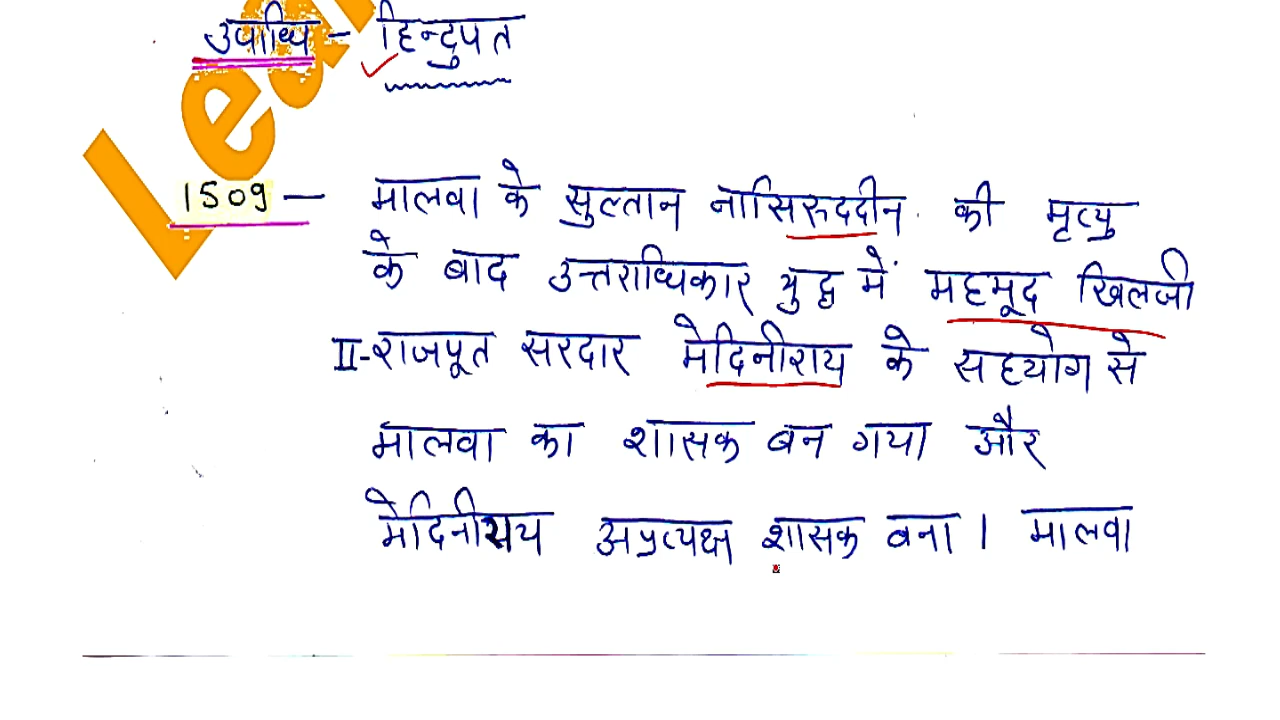 उपाधि - हिन्दुपत
1509 - मालवा के सुल्तान नासिरुददीन की मृत्यु
के बाद उत्तराधिकार युद्ध में महमूद खिलजी
II-राजपूत सरदार मेदिनीराय के सहयोग से
मालवा का शासक बन गया और
मेदिनीराय अप्रत्यक्ष शासक बना। मालवा